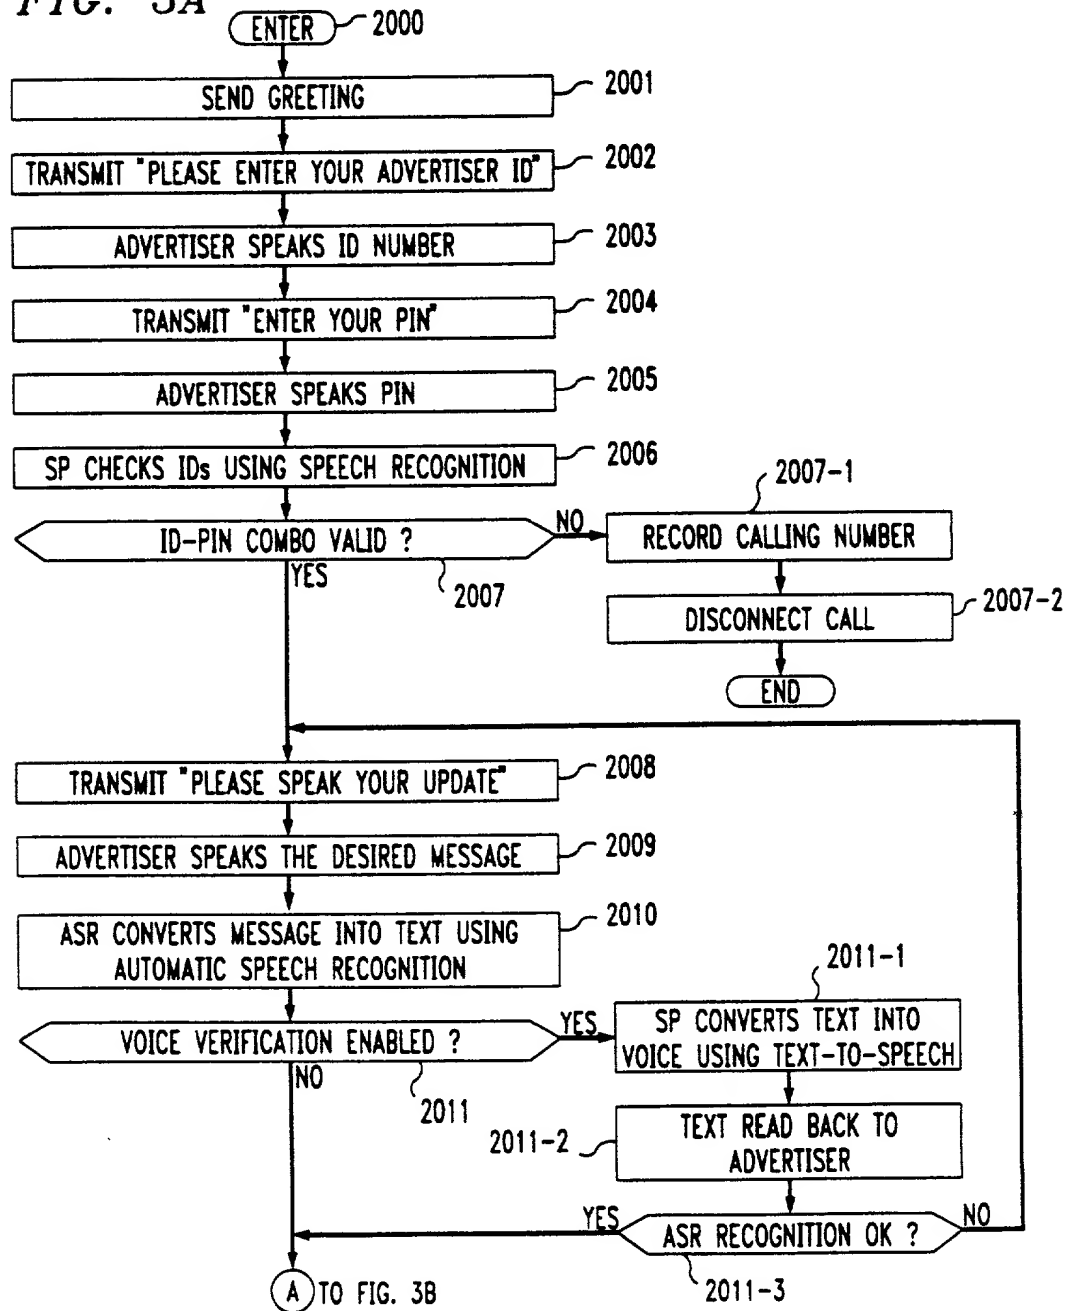 FIG. 3A
ENTER 2000
SEND GREETING 2001
TRANSMIT "PLEASE ENTER YOUR ADVERTISER ID" 2002
ADVERTISER SPEAKS ID NUMBER 2003
TRANSMIT "ENTER YOUR PIN" 2004
ADVERTISER SPEAKS PIN 2005
SP CHECKS IDs USING SPEECH RECOGNITION 2006
ID-PIN COMBO VALID ? 2007
NO
YES
2007-1
RECORD CALLING NUMBER
2007-2
DISCONNECT CALL
END
TRANSMIT "PLEASE SPEAK YOUR UPDATE" 2008
ADVERTISER SPEAKS THE DESIRED MESSAGE 2009
ASR CONVERTS MESSAGE INTO TEXT USING
AUTOMATIC SPEECH RECOGNITION
2010
VOICE VERIFICATION ENABLED ?
2011
YES
NO
2011-1
SP CONVERTS TEXT INTO
VOICE USING TEXT-TO-SPEECH
2011-2
TEXT READ BACK TO
ADVERTISER
YES
ASR RECOGNITION OK ?
NO
2011-3
A TO FIG. 3B